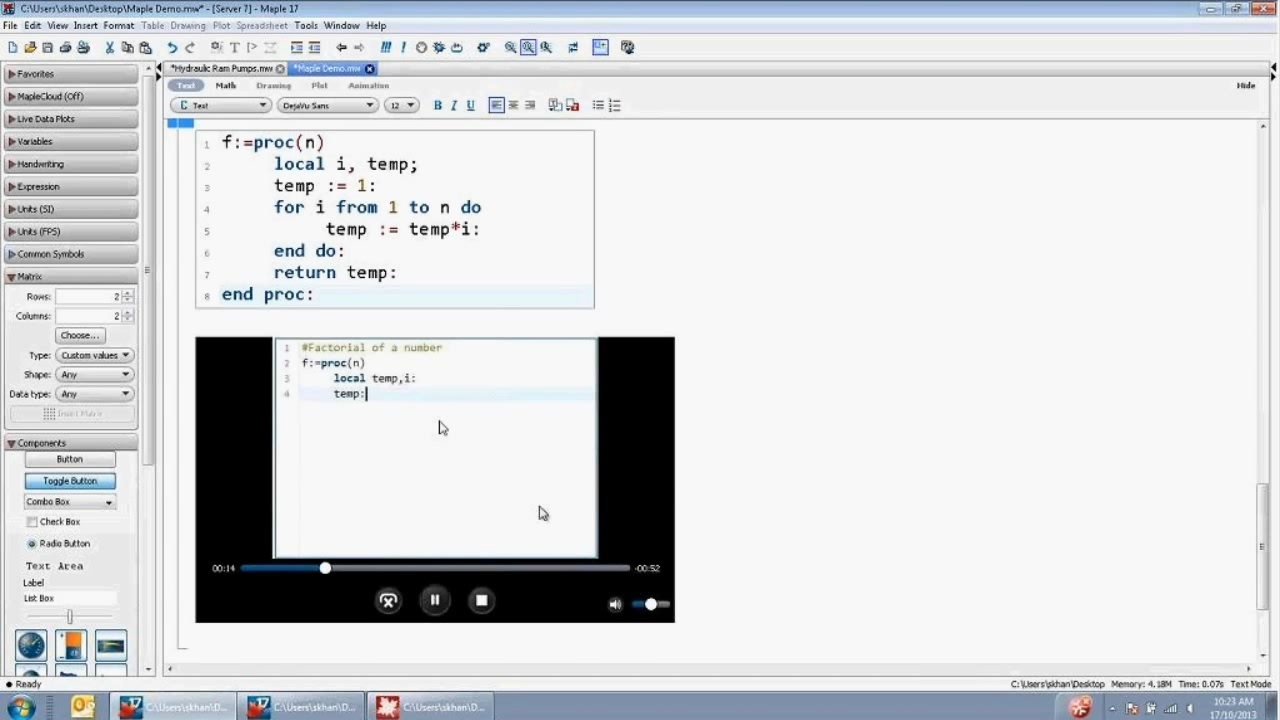 C:\Users\skhan\Desktop\Maple Demo.mw* - [Server 7] - Maple 17
File Edit View Insert Format Table Drawing Plot Spreadsheet Tools Window Help
Favorites
MapleCloud (Off)
Live Data Plots
Variables
Handwriting
Expression
Units (SI)
Units (FPS)
Common Symbols
Matrix
Rows: 2
Columns: 2
Choose...
Type: Custom values
Shape: Any
Data type: Any
Insert Matrix
Components
Button
Toggle Button
Combo Box
Check Box
Radio Button
Text Area
Label
List Box
*Hydraulic Ram Pumps.mw *Maple Demo.mw
Text Math Drawing Plot Animation Hide
C Text DejaVu Sans 12 B I U
1 f:=proc(n)
2 local i, temp;
3 temp := 1:
4 for i from 1 to n do
5 temp := temp*i:
6 end do:
7 return temp:
8 end proc:
1 #Factorial of a number
2 f:=proc(n)
3 local temp,i:
4 temp:
00:14 -00:52
Ready C:\Users\skhan\Desktop Memory: 4.18M Time: 0.07s Text Mode
C:\Users\skhan\D... C:\Users\skhan\D... C:\Users\skhan\D... 10:23 AM
17/10/2013